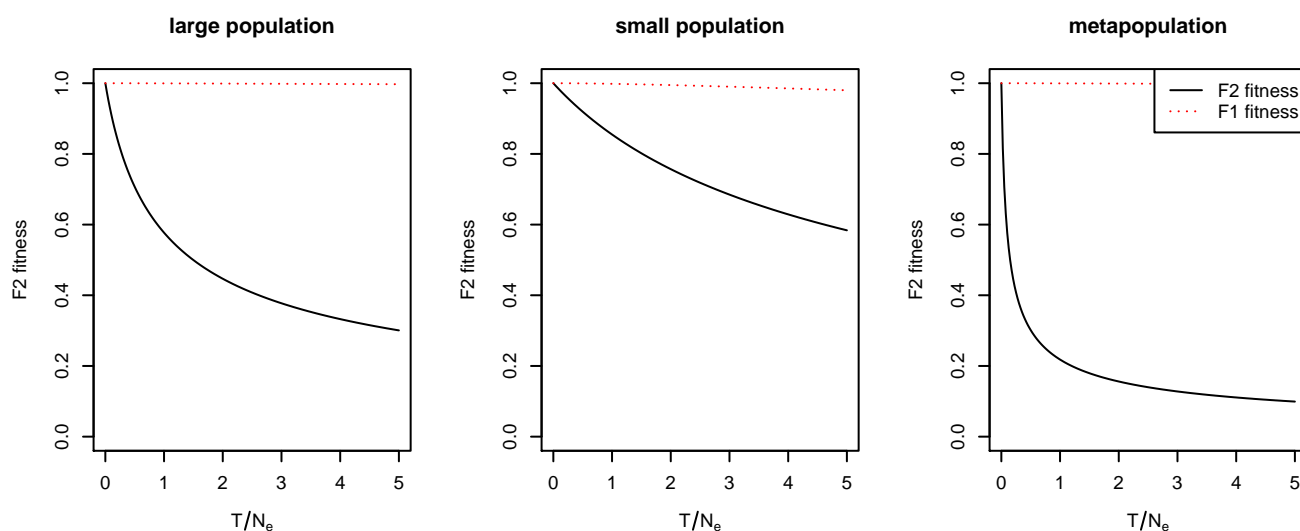 large population
F2 fitness
0.0 0.2 0.4 0.6 0.8 1.0
0 1 2 3 4 5
T/Ne
small population
F2 fitness
0.0 0.2 0.4 0.6 0.8 1.0
0 1 2 3 4 5
T/Ne
metapopulation
F2 fitness
0.0 0.2 0.4 0.6 0.8 1.0
F2 fitness
F1 fitness
0 1 2 3 4 5
T/Ne